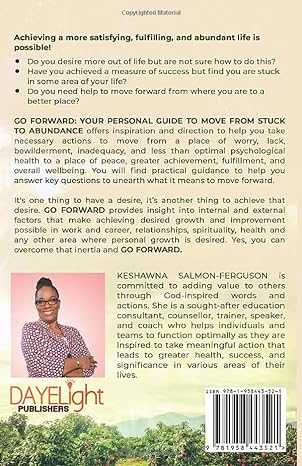 Achieving a more satisfying, fulfilling, and abundant life is
possible!
• Do you desire more out of life but are not sure how to do this?
• Have you achieved a measure of success but find you are stuck
in some area of your life?
• Do you need help to move forward from where you are to a
better place?
GO FORWARD: YOUR PERSONAL GUIDE TO MOVE FROM STUCK
TO ABUNDANCE offers inspiration and direction to help you take
necessary actions to move from a place of worry, lack,
bewilderment, inadequacy, and less than optimal psychological
health to a place of peace, greater achievement, fulfillment, and
overall wellbeing. You will find practical guidance to help you
answer key questions to unearth what it means to move forward.
It's one thing to have a desire, it's another thing to achieve that
desire. GO FORWARD provides insight into internal and external
factors that make achieving desired growth and improvement
possible in work and career, relationships, spirituality, health and
any other area where personal growth is desired. Yes, you can
overcome that inertia and GO FORWARD.
KESHAWNA SALMON-FERGUSON is
committed to adding value to others
through God-inspired words and
actions. She is a sought-after education
consultant, counsellor, trainer, speaker,
and coach who helps individuals and
teams to function optimally as they are
inspired to take meaningful action that
leads to greater health, success, and
significance in various areas of their
lives.
DAYELight
PUBLISHERS
ISBN 978-1-958443-52-1
9 781958 443521